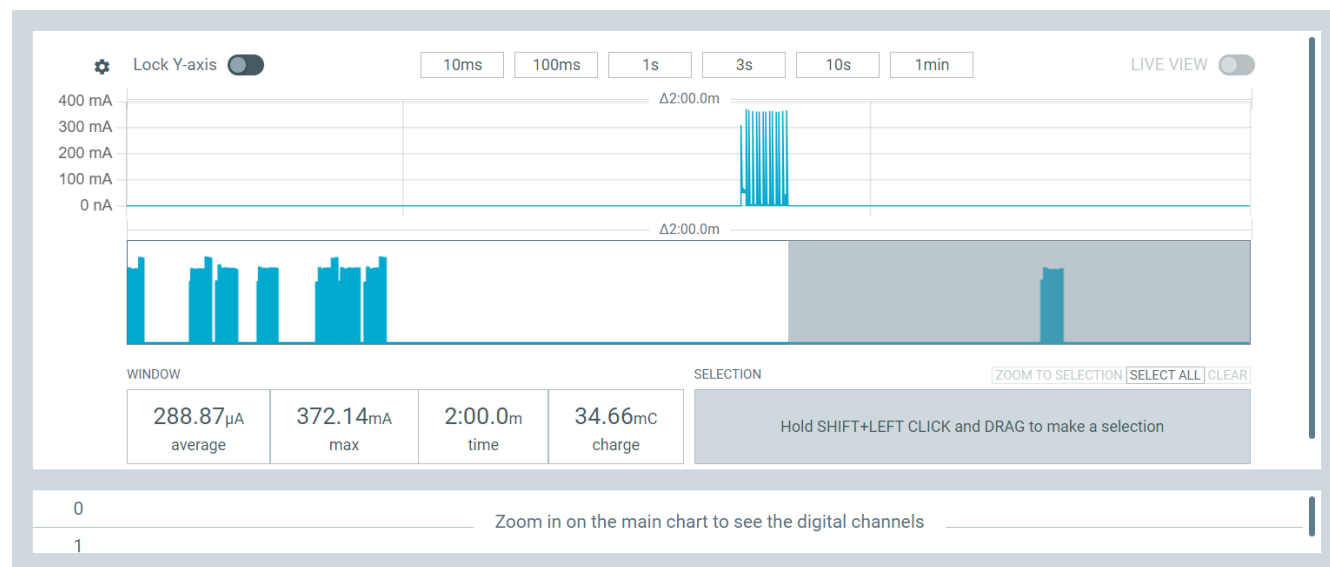 Lock Y-axis 10ms 100ms 1s 3s 10s 1min LIVE VIEW
Δ2:00.0m
400 mA
300 mA
200 mA
100 mA
0 nA
Δ2:00.0m
WINDOW SELECTION ZOOM TO SELECTION SELECT ALL CLEAR
288.87μA 372.14mA 2:00.0m 34.66mC
average max time charge
Hold SHIFT+LEFT CLICK and DRAG to make a selection
0
Zoom in on the main chart to see the digital channels
1